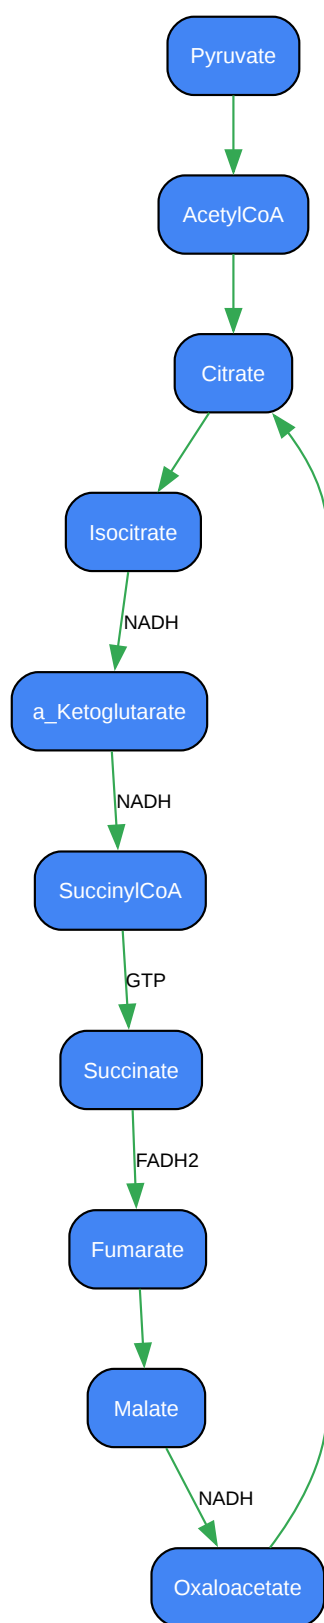 Pyruvate
AcetylCoA
Citrate
Isocitrate
NADH
a_Ketoglutarate
NADH
SuccinylCoA
GTP
Succinate
FADH2
Fumarate
Malate
NADH
Oxaloacetate